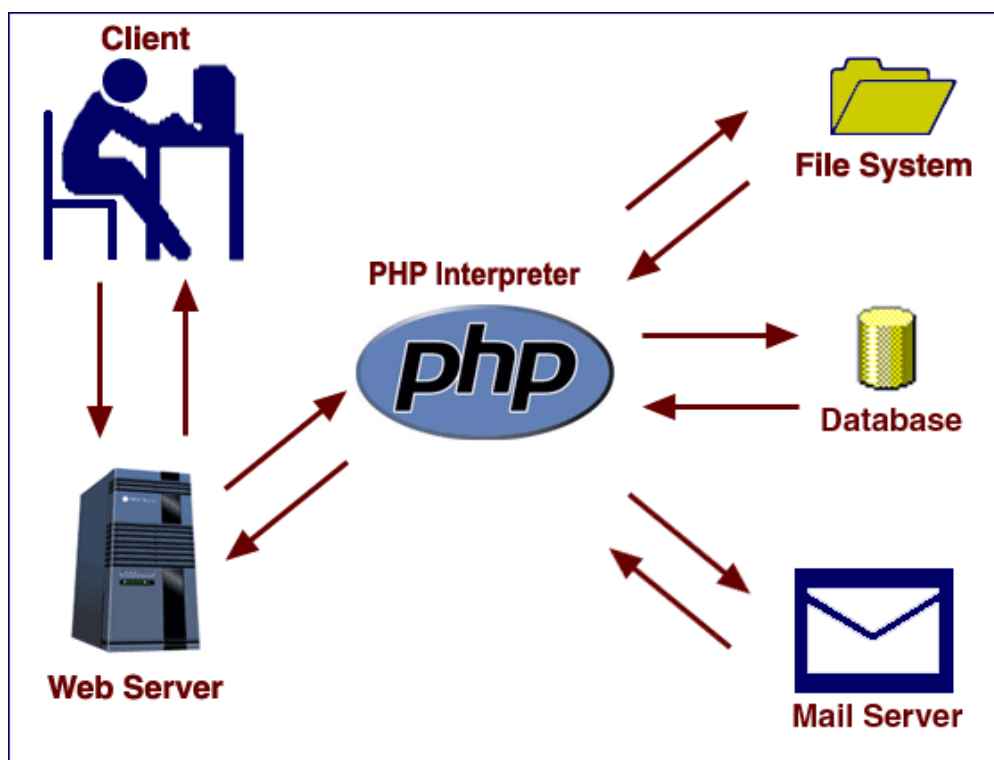 Client
File System
PHP Interpreter
php
Database
Web Server
Mail Server